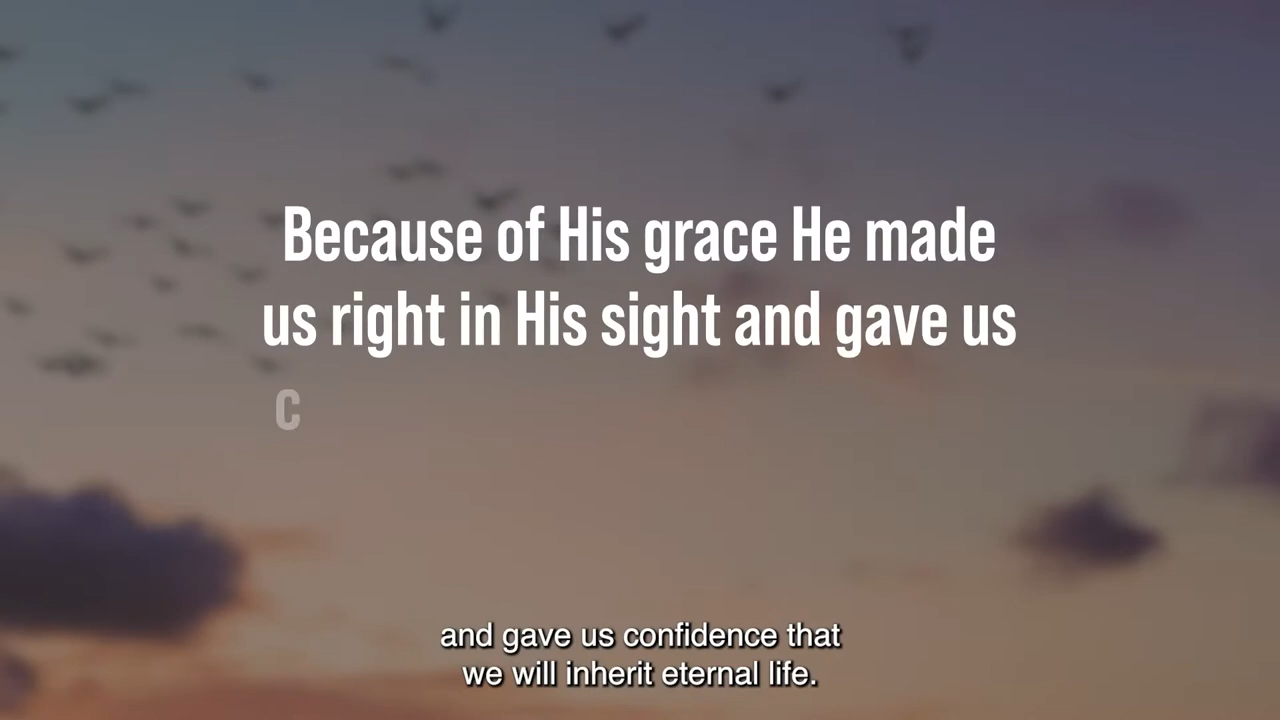 Because of His grace He made
us right in His sight and gave us
C
and gave us confidence that
we will inherit eternal life.